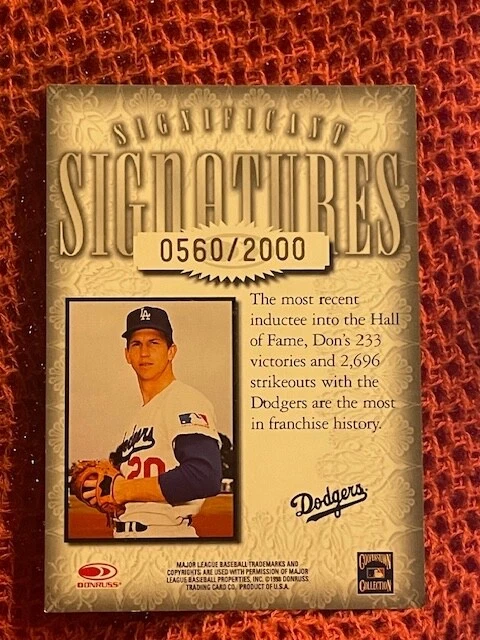 SIGNIFICANT
SIGNATURES
0560/2000
The most recent
inductee into the Hall
of Fame, Don's 233
victories and 2,696
strikeouts with the
Dodgers are the most
in franchise history.
LA
Dodgers
20
Dodgers
DONRUSS
MAJOR LEAGUE BASEBALL TRADEMARKS AND
COPYRIGHTS ARE USED WITH PERMISSION OF MAJOR
LEAGUE BASEBALL PROPERTIES, INC. ©1998 DONRUSS
TRADING CARD CO. PRODUCT OF U.S.A.
COOPERSTOWN
COLLECTION